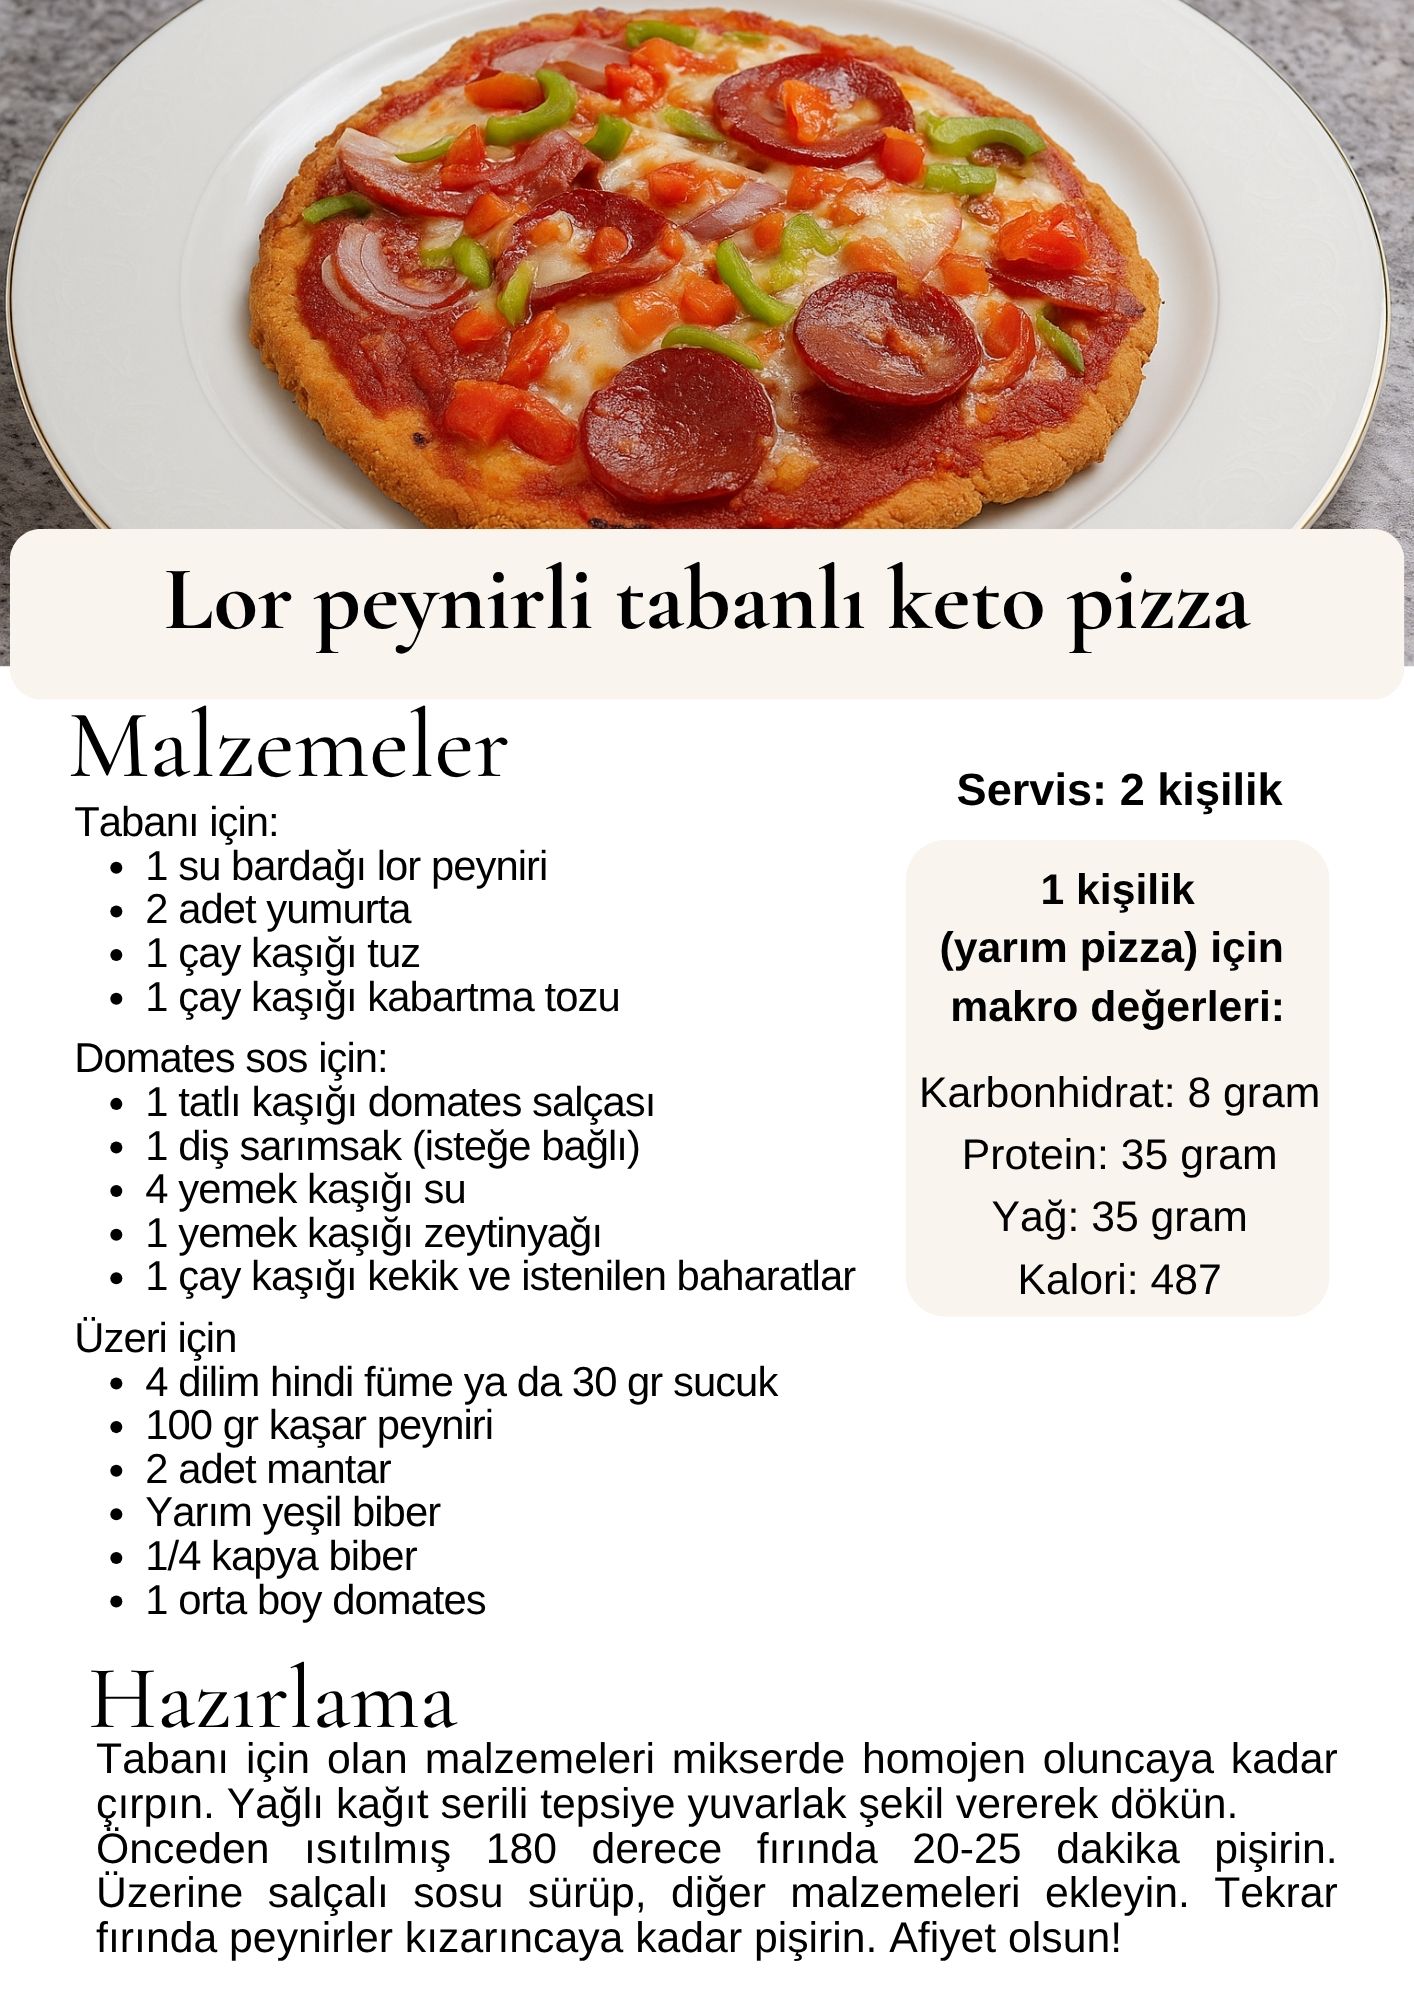 Lor peynirli tabanlı keto pizza
Malzemeler
Tabanı için:
• 1 su bardağı lor peyniri
• 2 adet yumurta
• 1 çay kaşığı tuz
• 1 çay kaşığı kabartma tozu
Domates sos için:
• 1 tatlı kaşığı domates salçası
• 1 diş sarımsak (isteğe bağlı)
• 4 yemek kaşığı su
• 1 yemek kaşığı zeytinyağı
• 1 çay kaşığı kekik ve istenilen baharatlar
Üzeri için
• 4 dilim hindi füme ya da 30 gr sucuk
• 100 gr kaşar peyniri
• 2 adet mantar
• Yarım yeşil biber
• 1/4 kapya biber
• 1 orta boy domates
Servis: 2 kişilik
1 kişilik
(yarım pizza) için
makro değerleri:
Karbonhidrat: 8 gram
Protein: 35 gram
Yağ: 35 gram
Kalori: 487
Hazırlama
Tabanı için olan malzemeleri mikserde homojen oluncaya kadar
çırpın. Yağlı kağıt serili tepsiye yuvarlak şekil vererek dökün.
Önceden ısıtılmış 180 derece fırında 20-25 dakika pişirin.
Üzerine salçalı sosu sürüp, diğer malzemeleri ekleyin. Tekrar
fırında peynirler kızarıncaya kadar pişirin. Afiyet olsun!